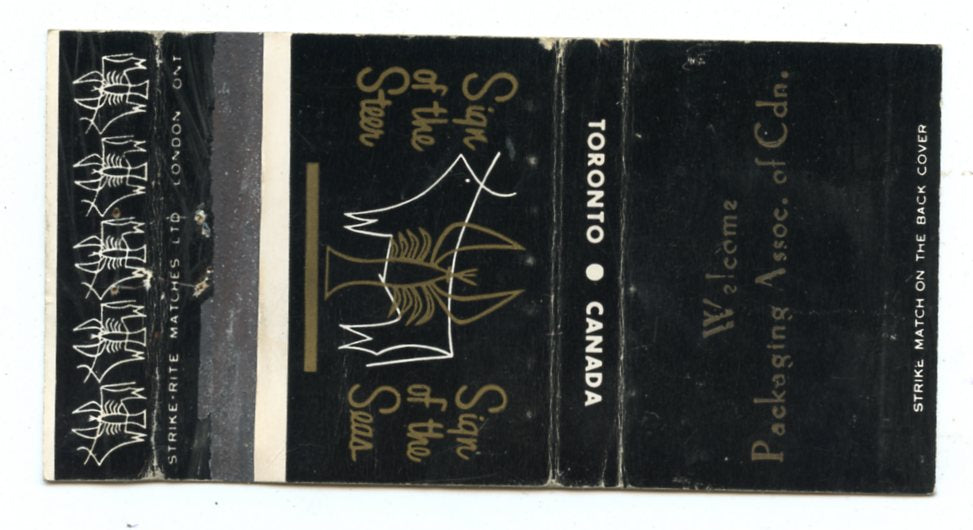 STRIKE-RITE MATCHES LTD LONDON ONT
Sign
of the
Steer
Sign
of the
Seas
TORONTO ● CANADA
Welcome
Packaging Assoc. of Cdn.
STRIKE MATCH ON THE BACK COVER